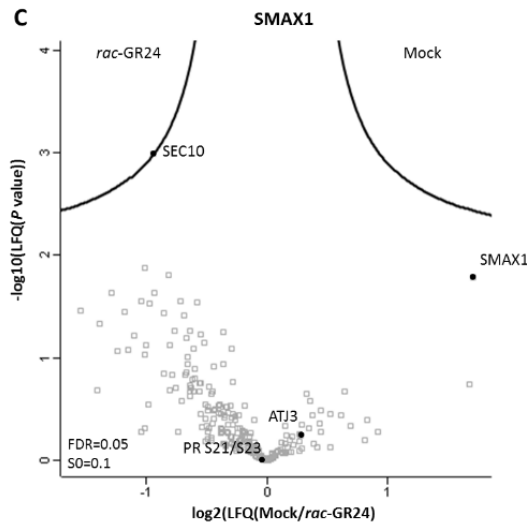 C
SMAX1
rac-GR24
Mock
4
SEC10
3
2
SMAX1
1
ATJ3
FDR=0.05
PR S21/S23
S0=0.1
0
-1
0
1
-log10(LFQ(P value))
log2(LFQ(Mock/rac-GR24)